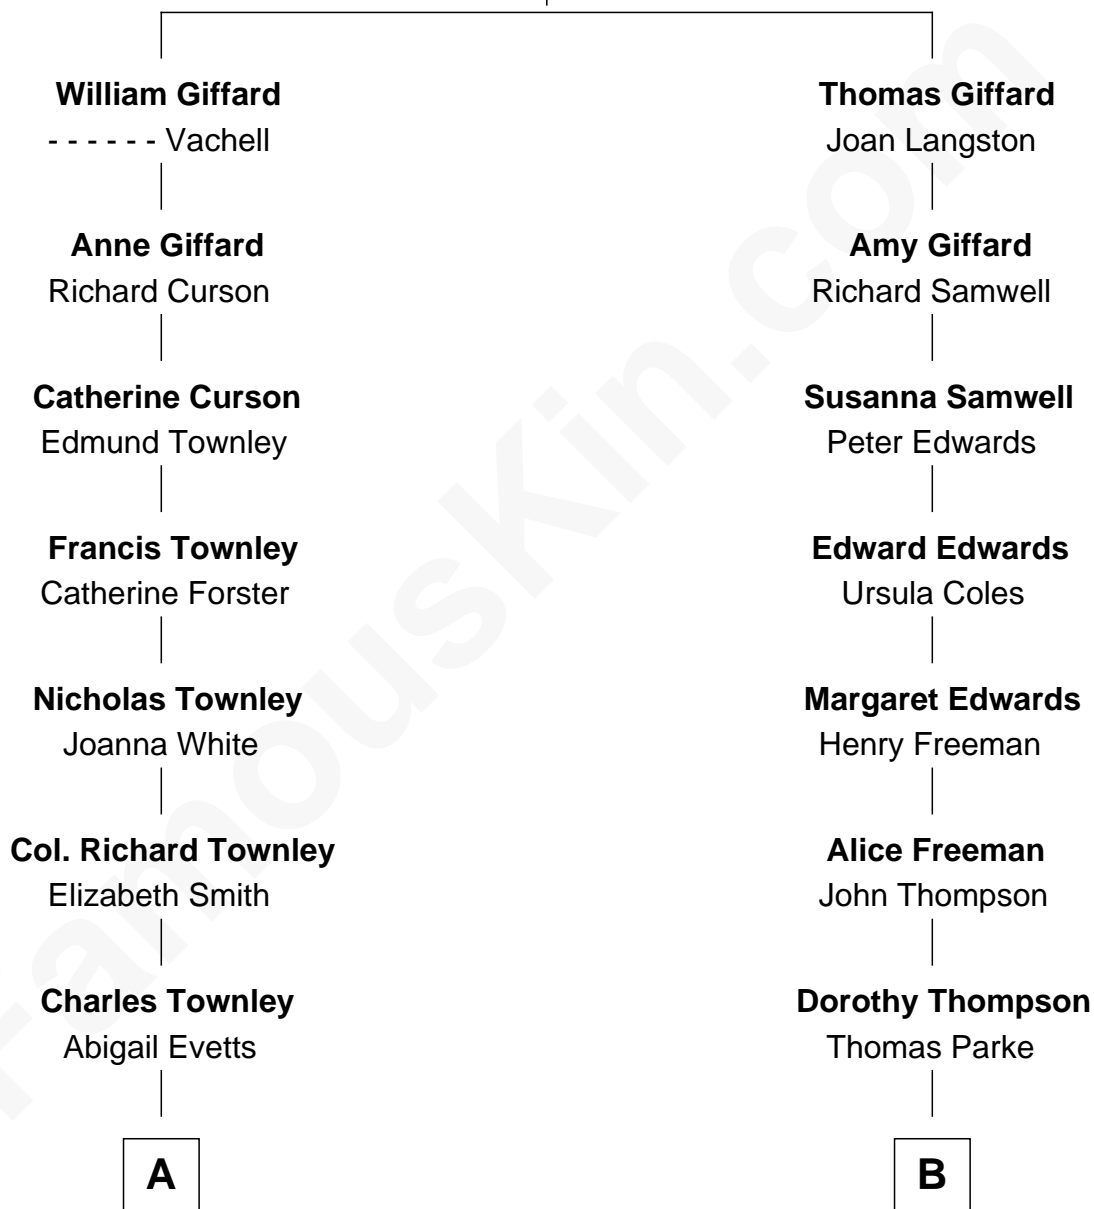 William Giffard
- - - - - - Vachell
Anne Giffard
Richard Curson
Catherine Curson
Edmund Townley
Francis Townley
Catherine Forster
Nicholas Townley
Joanna White
Col. Richard Townley
Elizabeth Smith
Charles Townley
Abigail Evetts
A
Thomas Giffard
Joan Langston
Amy Giffard
Richard Samwell
Susanna Samwell
Peter Edwards
Edward Edwards
Ursula Coles
Margaret Edwards
Henry Freeman
Alice Freeman
John Thompson
Dorothy Thompson
Thomas Parke
B
FamousKin.com